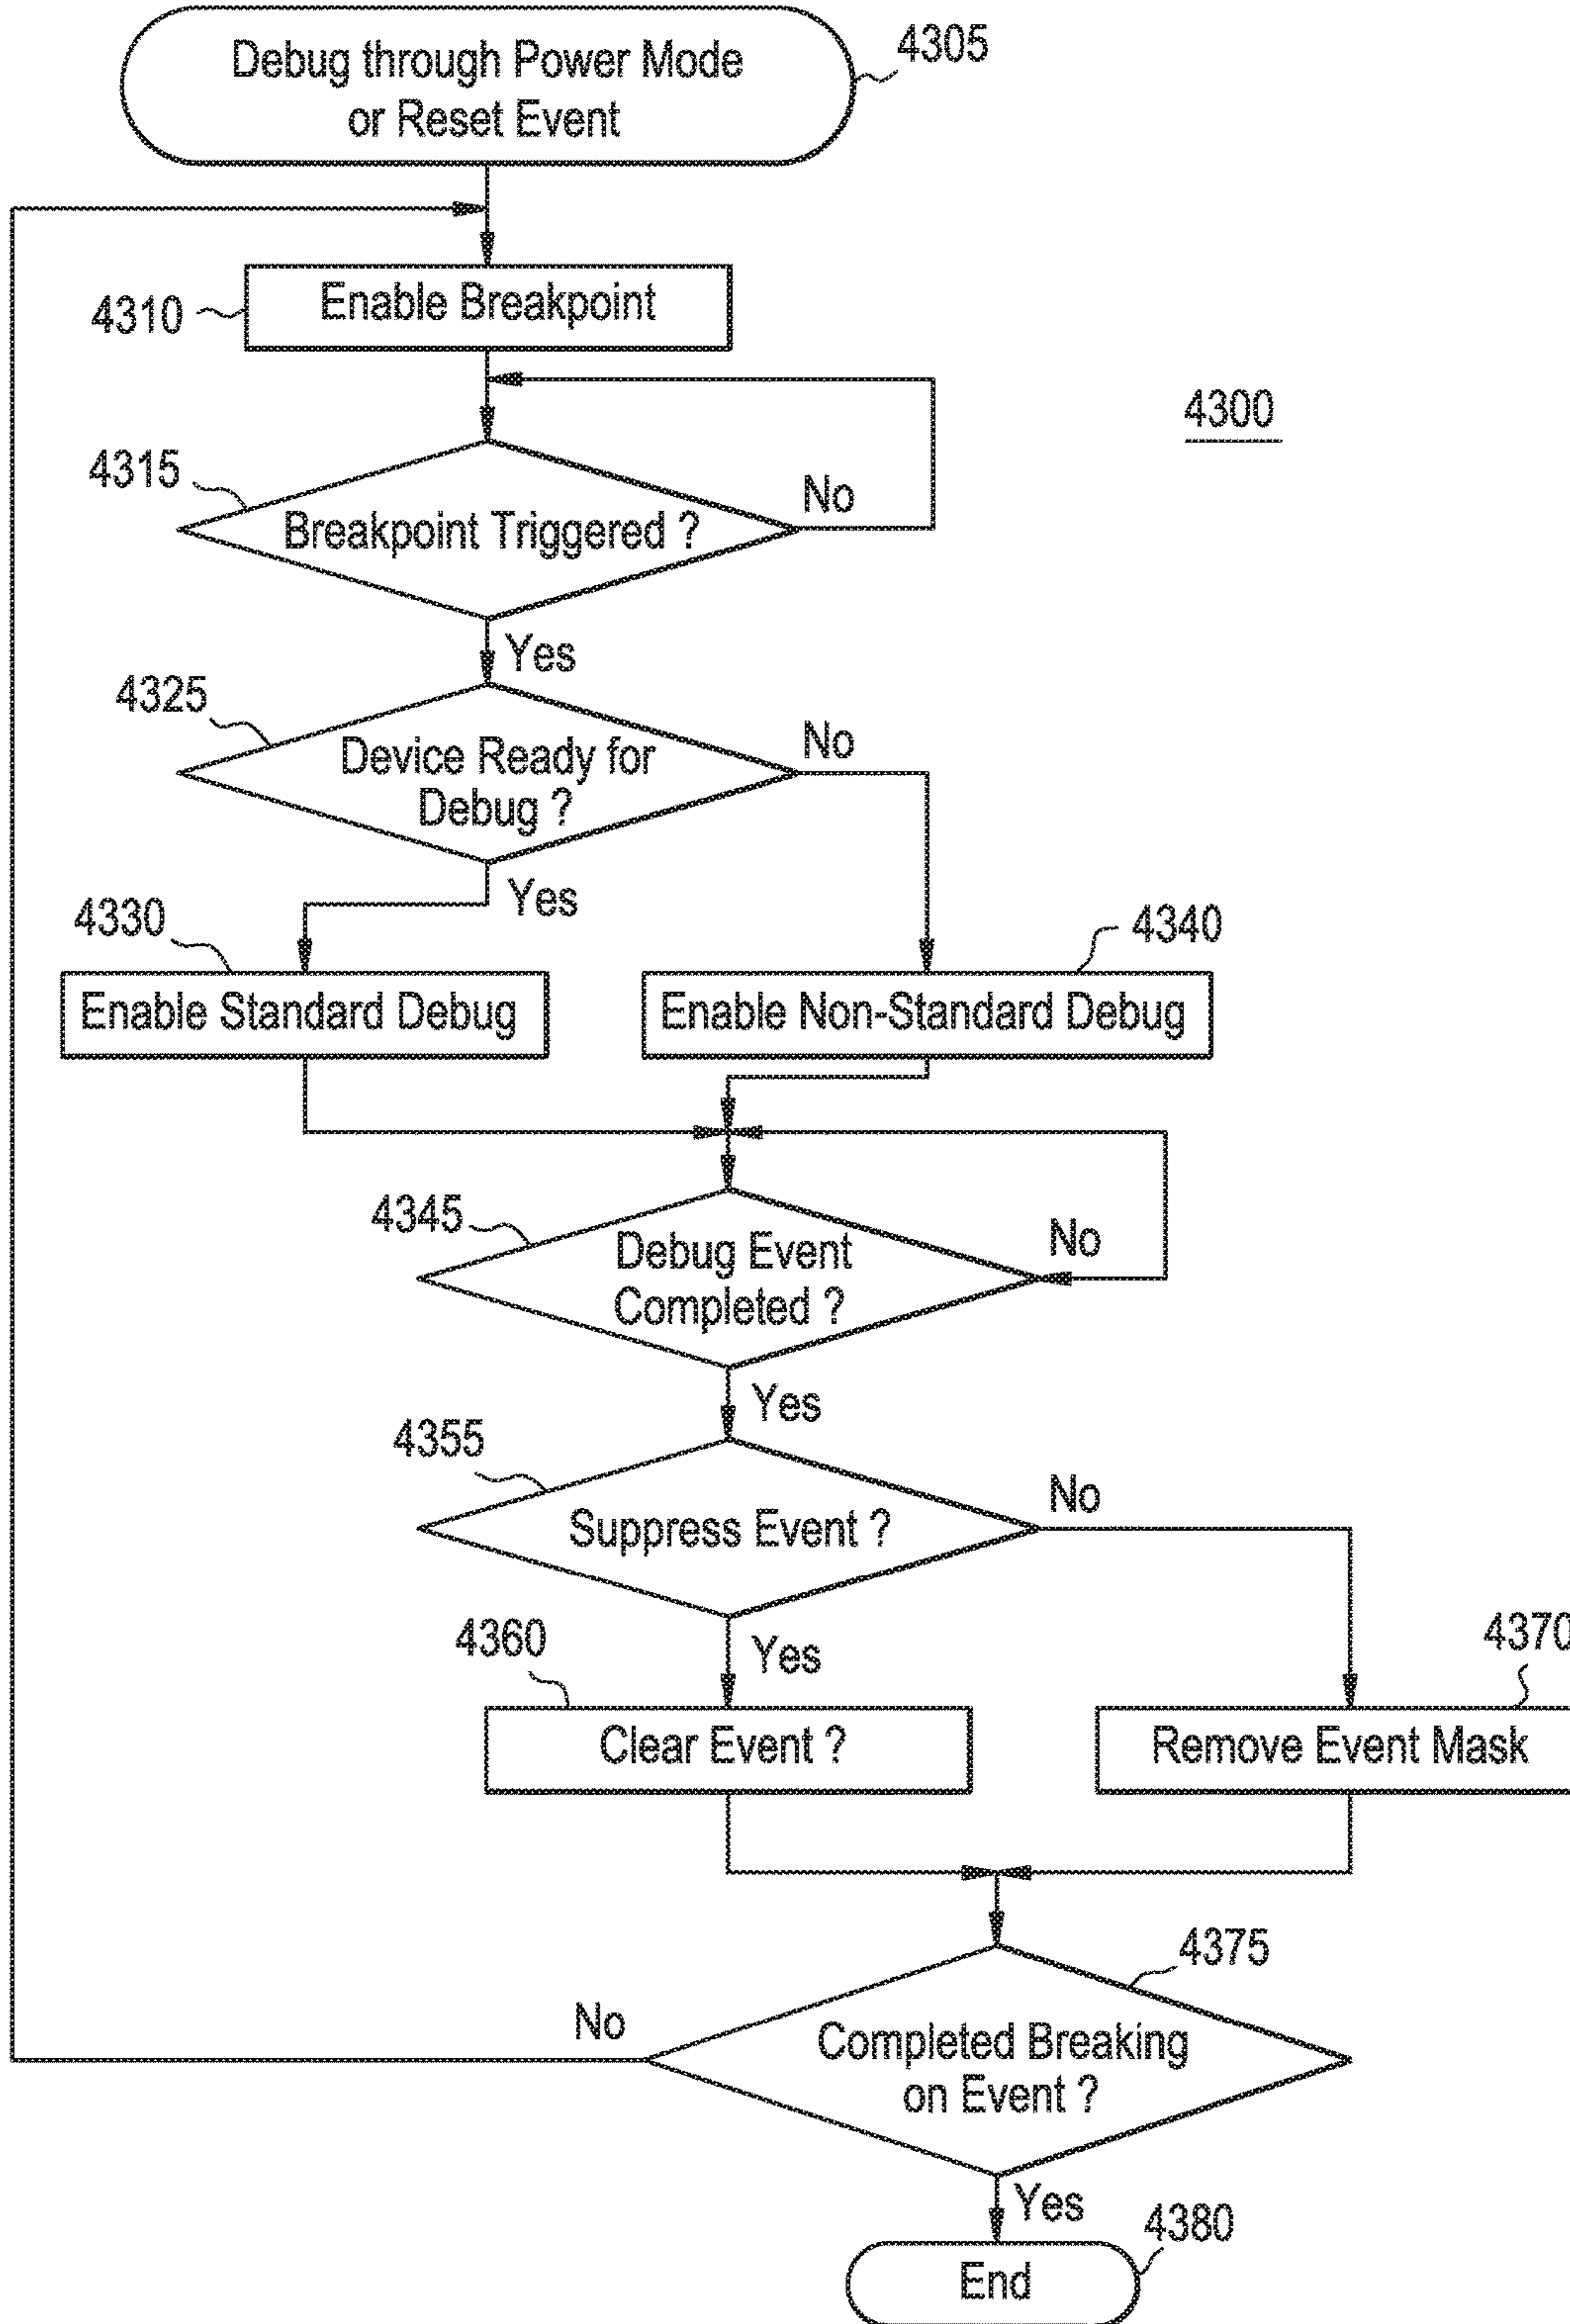 Debug through Power Mode
or Reset Event
4305
4310
Enable Breakpoint
4300
4315
Breakpoint Triggered ?
No
Yes
4325
Device Ready for
Debug ?
No
Yes
4330
Enable Standard Debug
4340
Enable Non-Standard Debug
4345
Debug Event
Completed ?
No
Yes
4355
Suppress Event ?
No
Yes
4360
Clear Event ?
4370
Remove Event Mask
4375
Completed Breaking
on Event ?
No
Yes
4380
End